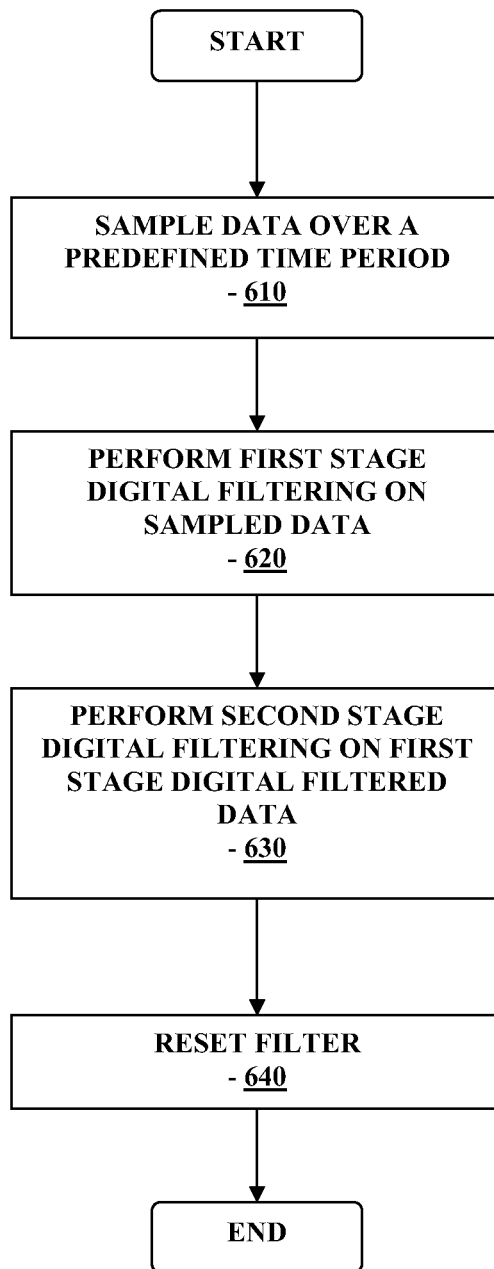 START
SAMPLE DATA OVER A
PREDEFINED TIME PERIOD
- 610
PERFORM FIRST STAGE
DIGITAL FILTERING ON
SAMPLED DATA
- 620
PERFORM SECOND STAGE
DIGITAL FILTERING ON FIRST
STAGE DIGITAL FILTERED
DATA
- 630
RESET FILTER
- 640
END